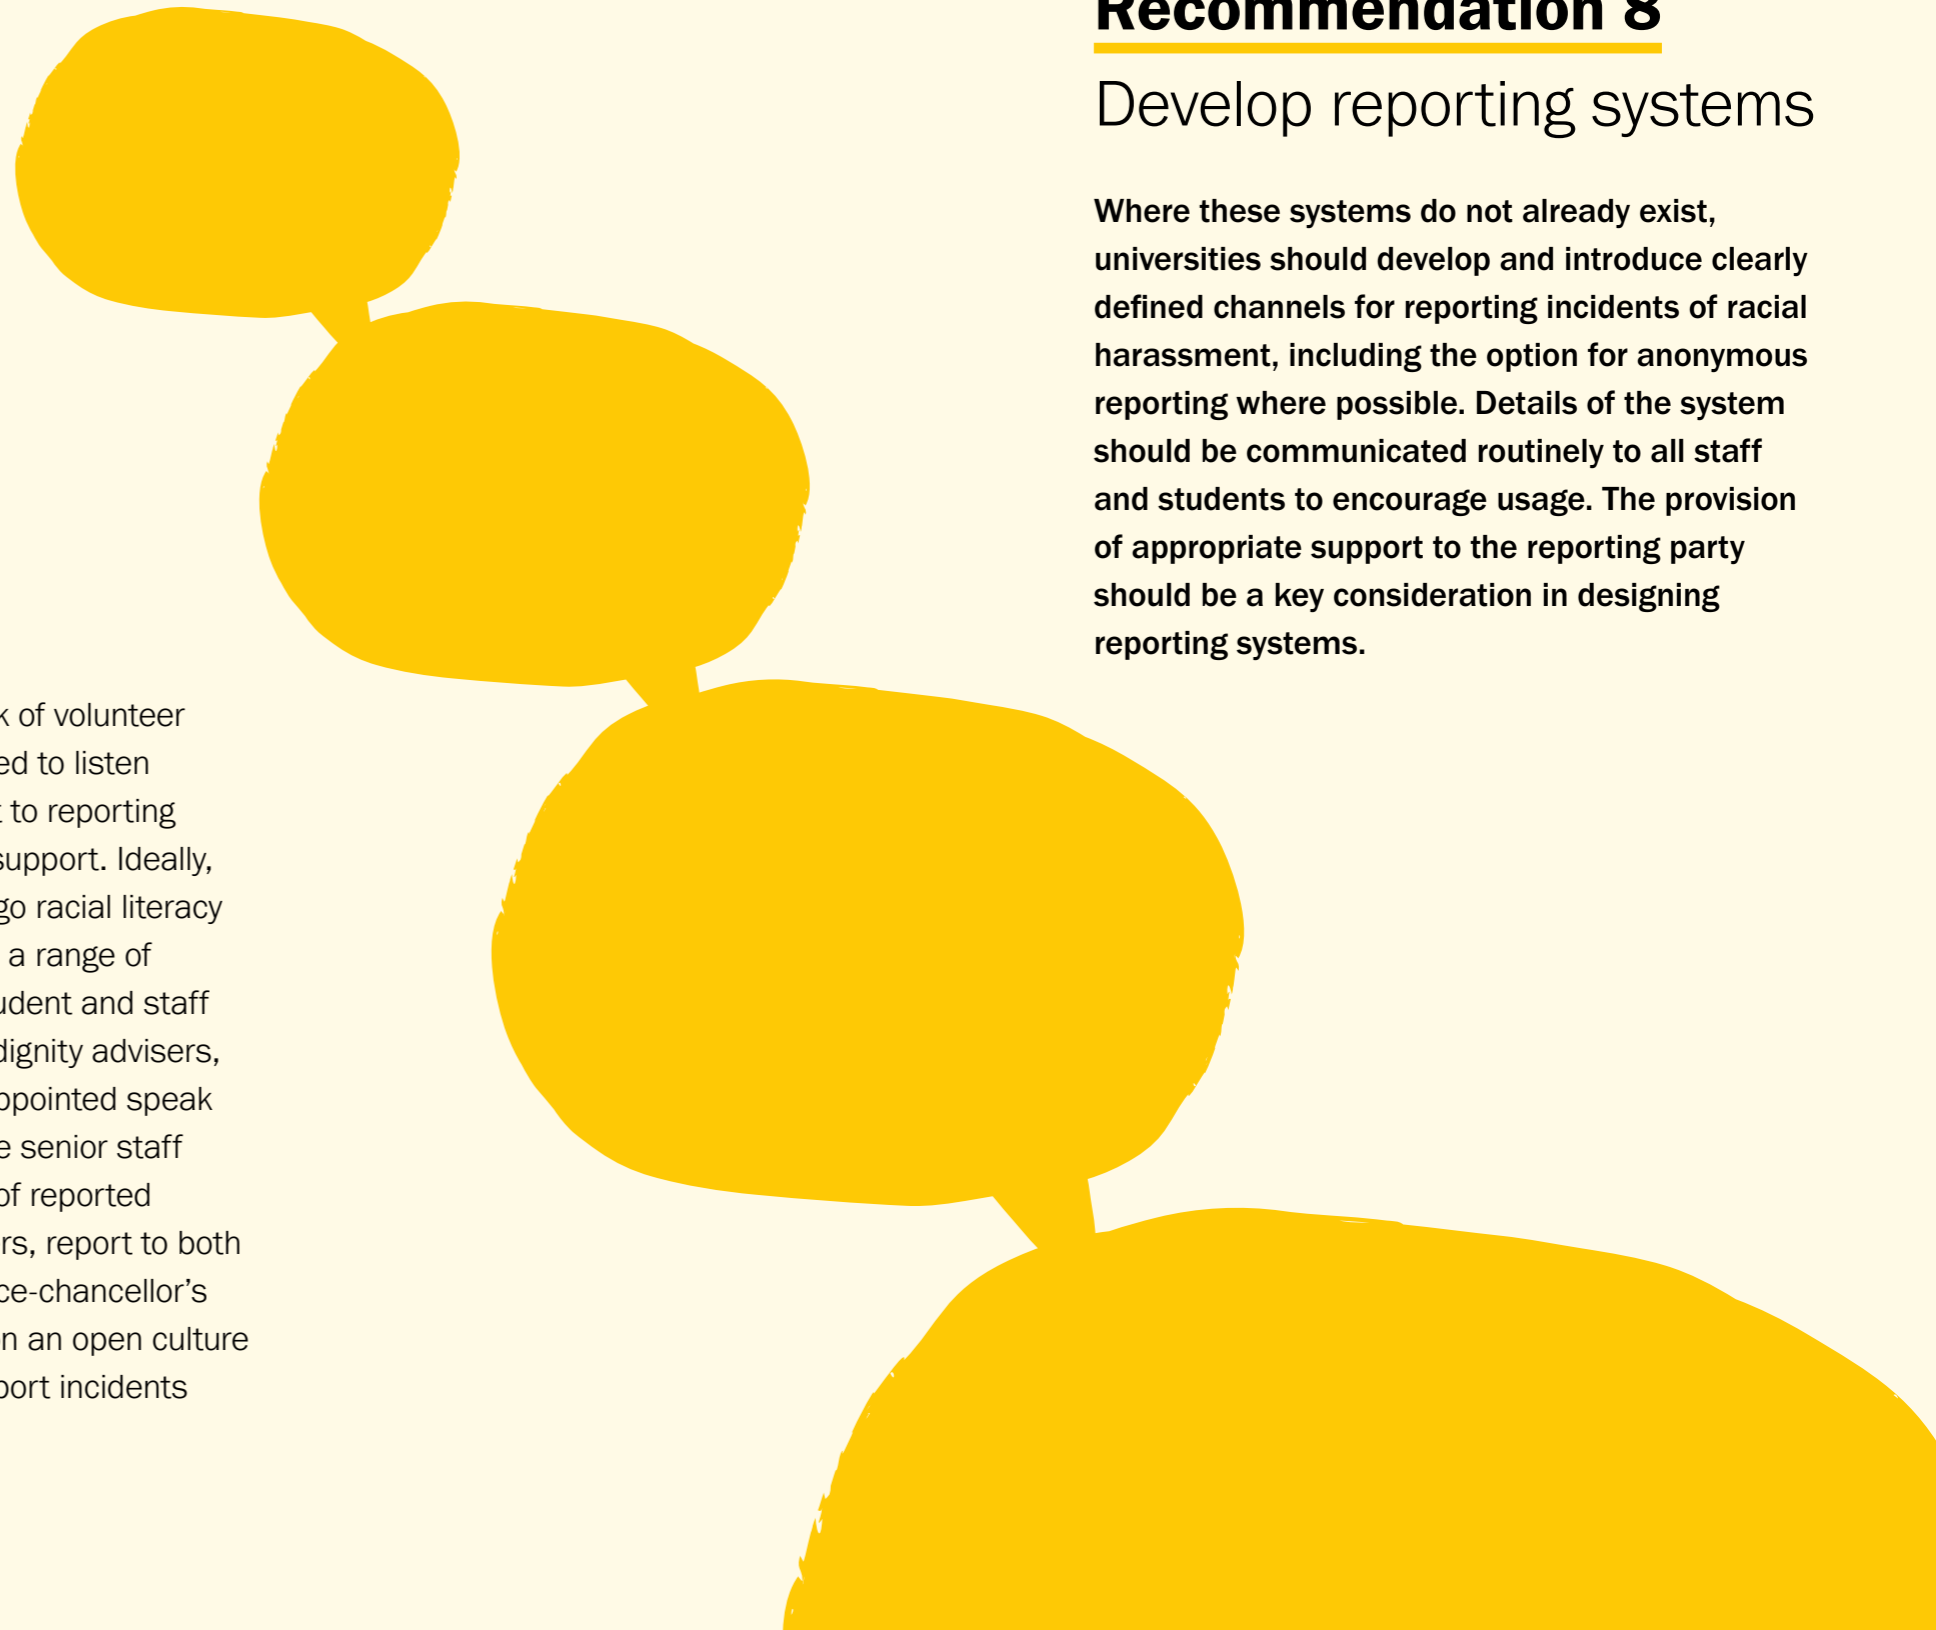 of volunteer
to listen
to reporting
support. Ideally,
racial literacy
a range of
and staff
dignity advisers,
speak
senior staff
of reported
report to both
an open culture
incidents
Recommendation 8
Develop reporting systems
Where these systems do not already exist,
universities should develop and introduce clearly
defined channels for reporting incidents of racial
harassment, including the option for anonymous
reporting where possible. Details of the system
should be communicated routinely to all staff
and students to encourage usage. The provision
of appropriate support to the reporting party
should be a key consideration in designing
reporting systems.